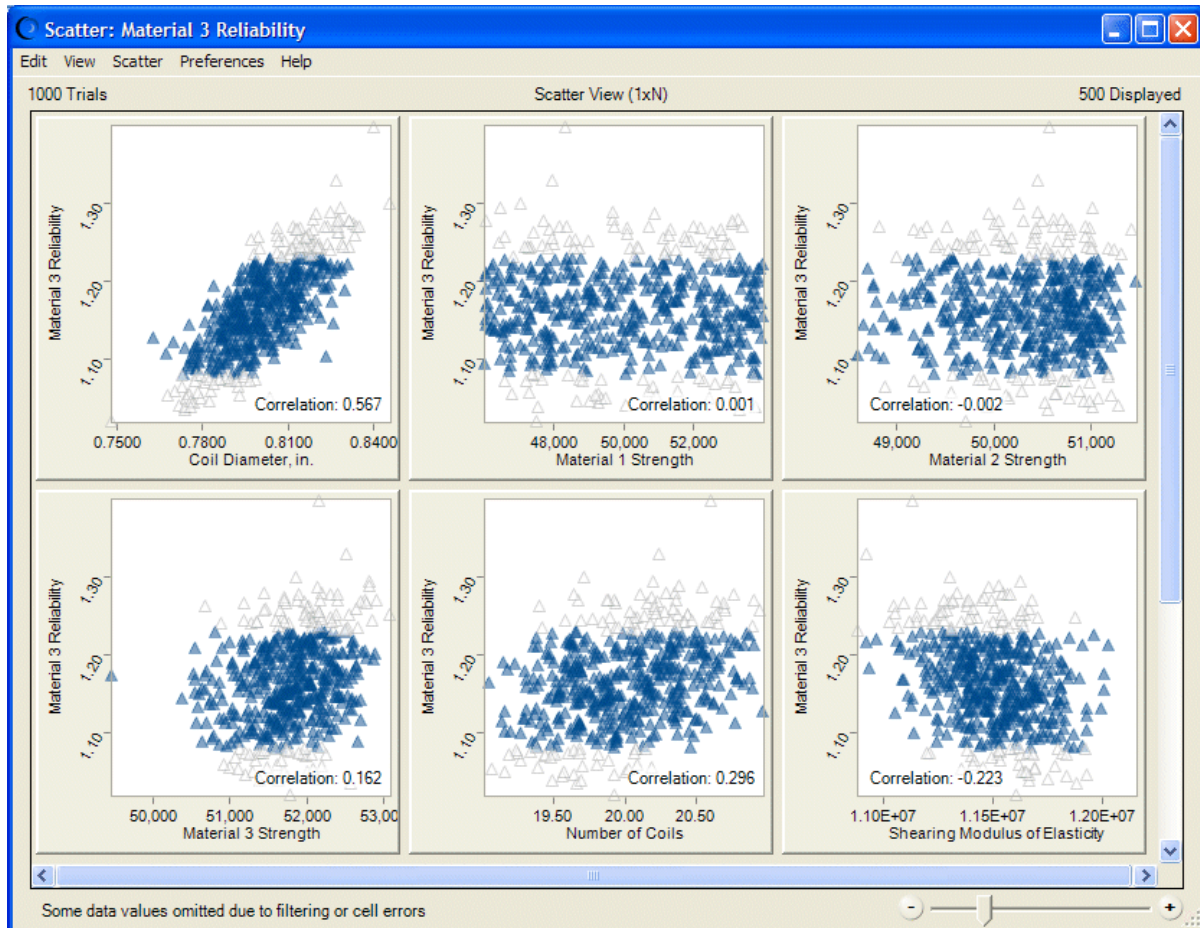 Scatter: Material 3 Reliability
Edit View Scatter Preferences Help
1000 Trials Scatter View (1xN) 500 Displayed
Material 3 Reliability
1.30
1.20
1.10
Correlation: 0.567
0.7500 0.7800 0.8100 0.8400
Coil Diameter, in.
Material 3 Reliability
1.30
1.20
1.10
Correlation: 0.001
48,000 50,000 52,000
Material 1 Strength
Material 3 Reliability
1.30
1.20
1.10
Correlation: -0.002
49,000 50,000 51,000
Material 2 Strength
Material 3 Reliability
1.30
1.20
1.10
Correlation: 0.162
50,000 51,000 52,000 53,00
Material 3 Strength
Material 3 Reliability
1.30
1.20
1.10
Correlation: 0.296
19.50 20.00 20.50
Number of Coils
Material 3 Reliability
1.30
1.20
1.10
Correlation: -0.223
1.10E+07 1.15E+07 1.20E+07
Shearing Modulus of Elasticity
Some data values omitted due to filtering or cell errors